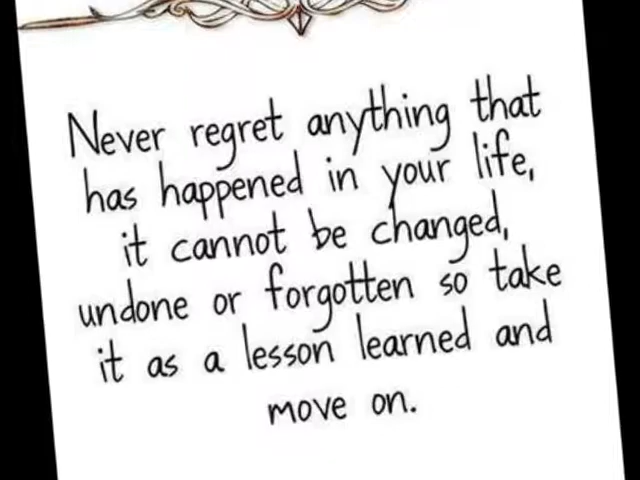 Never regret anything that
has happened in your life,
it cannot be changed,
undone or forgotten so take
it as a lesson learned and
move on.